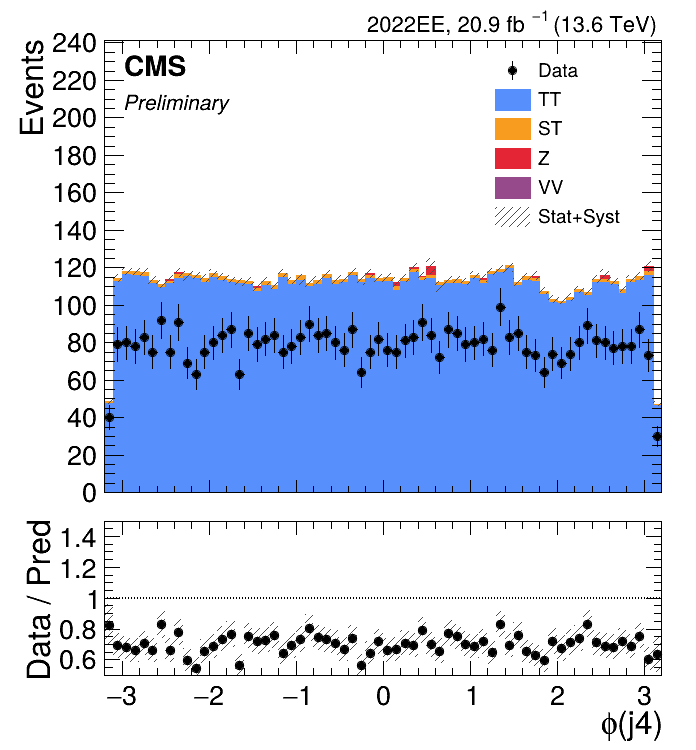 2022EE, 20.9 fb⁻¹ (13.6 TeV)
CMS
Preliminary
Data
TT
ST
Z
VV
Stat+Syst
Events
240
220
200
180
160
140
120
100
80
60
40
20
0
Data / Pred
1.4
1.2
1
0.8
0.6
−3 −2 −1 0 1 2 3
ϕ(j4)